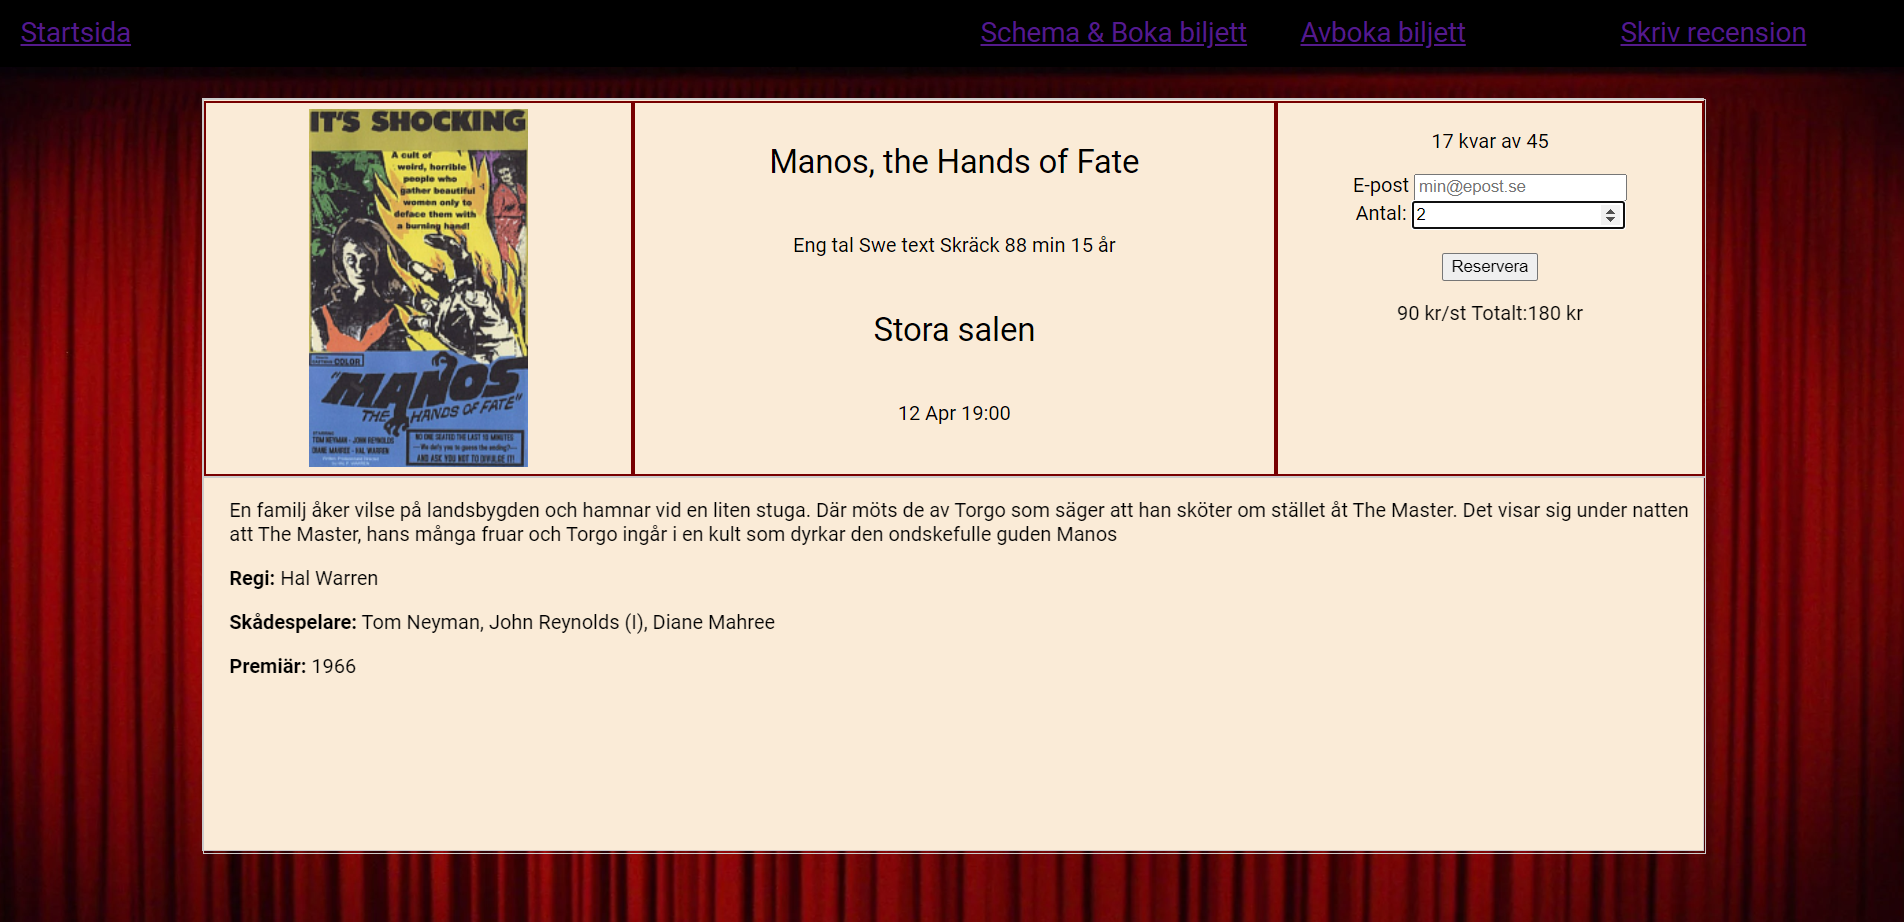 Startsida
Schema & Boka biljett
Avboka biljett
Skriv recension
IT'S SHOCKING
A cult of
weird, horrible
people who
gather beautiful
women only to
deface them with
a burning hand!
COLOR
"MANOS
THE HANDS OF FATE"
TOM NEYMAN - JOHN REYNOLDS
DIANE MAHREE - HAL WARREN
NO ONE SEATED THE LAST 10 MINUTES
—We defy you to guess the ending?—
AND ASK YOU NOT TO DIVULGE IT!
Manos, the Hands of Fate
Eng tal Swe text Skräck 88 min 15 år
Stora salen
12 Apr 19:00
17 kvar av 45
E-post min@epost.se
Antal: 2
Reservera
90 kr/st Totalt:180 kr
En familj åker vilse på landsbygden och hamnar vid en liten stuga. Där möts de av Torgo som säger att han sköter om stället åt The Master. Det visar sig under natten
att The Master, hans många fruar och Torgo ingår i en kult som dyrkar den ondskefulle guden Manos
Regi: Hal Warren
Skådespelare: Tom Neyman, John Reynolds (I), Diane Mahree
Premiär: 1966